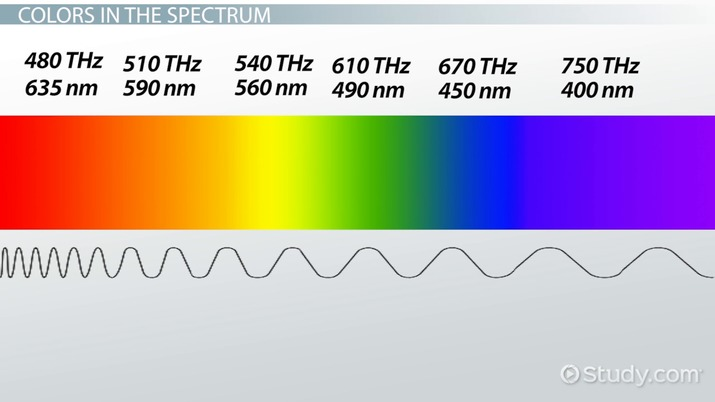 COLORS IN THE SPECTRUM
480 THz 510 THz 540 THz 610 THz 670 THz 750 THz
635 nm 590 nm 560 nm 490 nm 450 nm 400 nm
Study.com